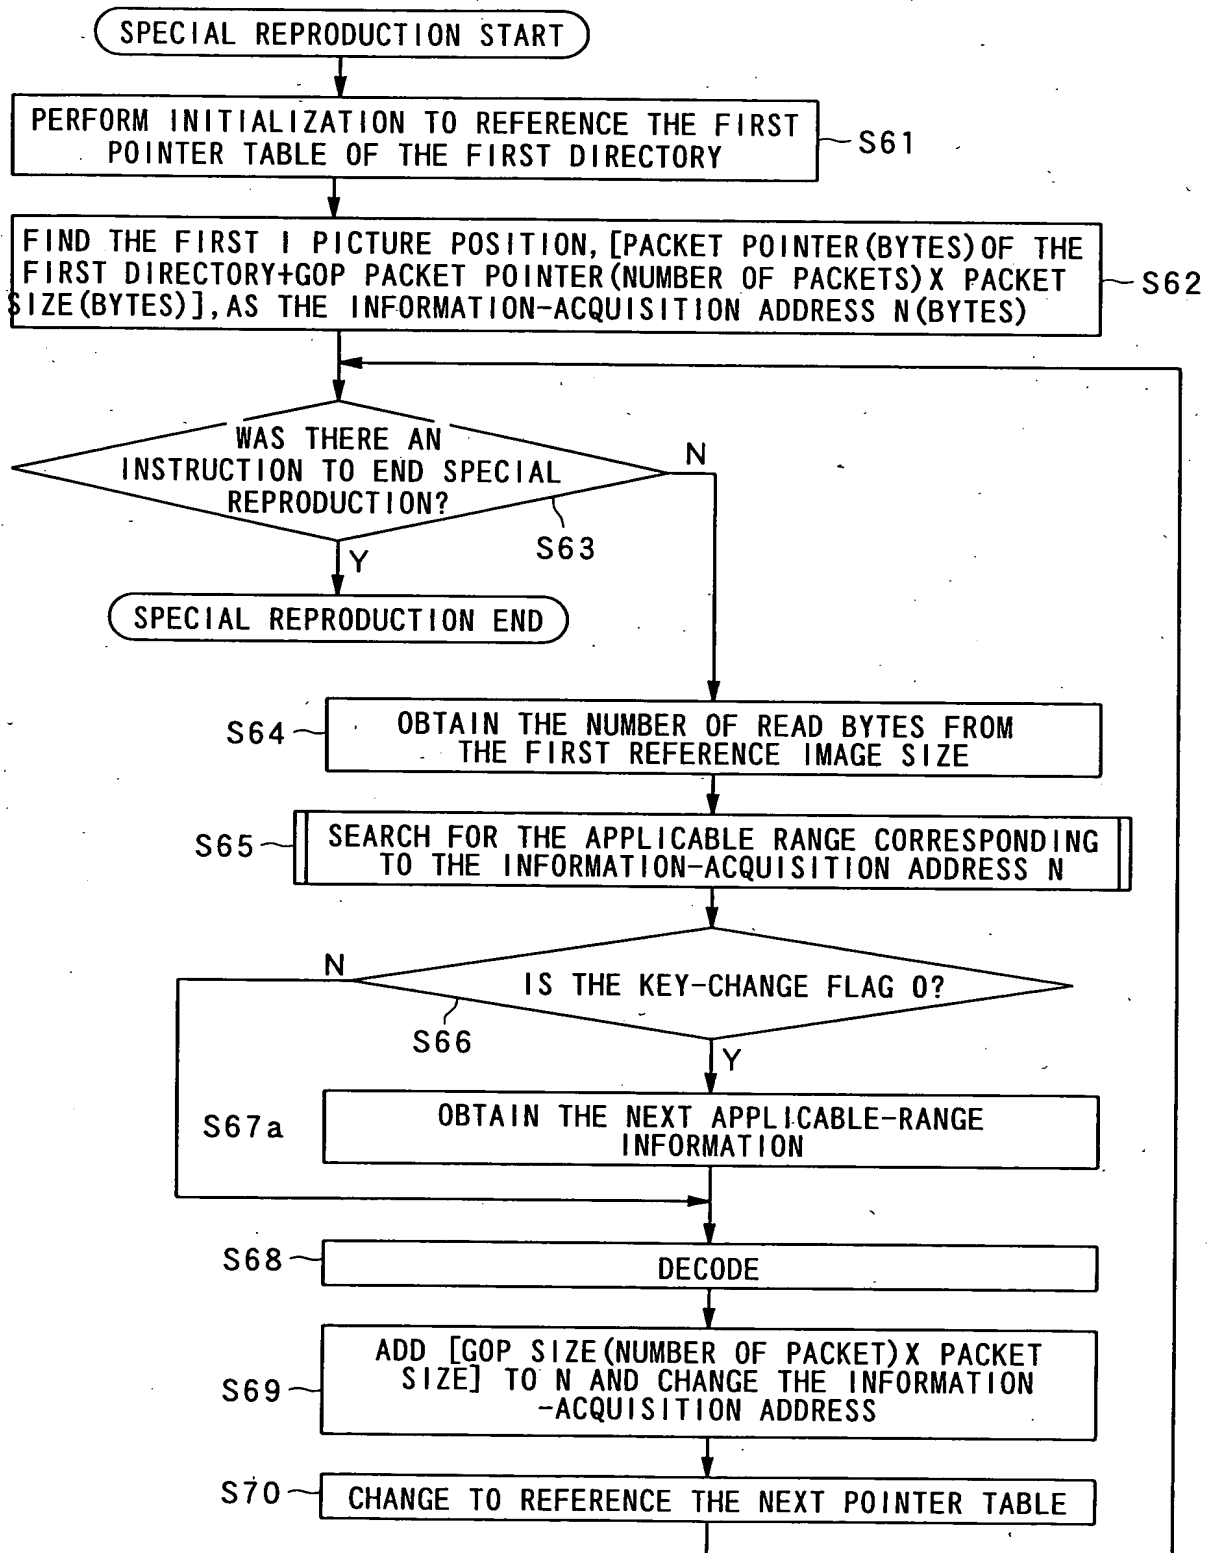 SPECIAL REPRODUCTION START
PERFORM INITIALIZATION TO REFERENCE THE FIRST
POINTER TABLE OF THE FIRST DIRECTORY
S61
FIND THE FIRST I PICTURE POSITION, [PACKET POINTER(BYTES)OF THE
FIRST DIRECTORY+GOP PACKET POINTER(NUMBER OF PACKETS)X PACKET
SIZE(BYTES)],AS THE INFORMATION-ACQUISITION ADDRESS N(BYTES)
S62
WAS THERE AN
INSTRUCTION TO END SPECIAL
REPRODUCTION?
N
S63
Y
SPECIAL REPRODUCTION END
S64
OBTAIN THE NUMBER OF READ BYTES FROM
THE FIRST REFERENCE IMAGE SIZE
S65
SEARCH FOR THE APPLICABLE RANGE CORRESPONDING
TO THE INFORMATION-ACQUISITION ADDRESS N
N
IS THE KEY-CHANGE FLAG 0?
S66
Y
S67a
OBTAIN THE NEXT APPLICABLE-RANGE
INFORMATION
S68
DECODE
S69
ADD [GOP SIZE(NUMBER OF PACKET)X PACKET
SIZE] TO N AND CHANGE THE INFORMATION
-ACQUISITION ADDRESS
S70
CHANGE TO REFERENCE THE NEXT POINTER TABLE